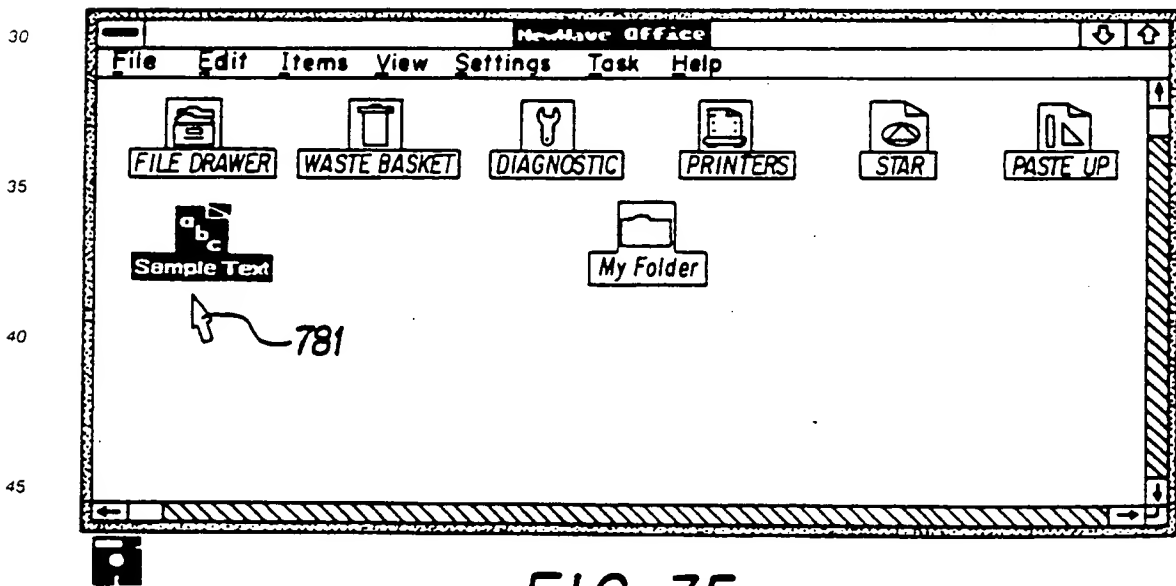 30
NewWave Office
File Edit Items View Settings Task Help
FILE DRAWER WASTE BASKET DIAGNOSTIC PRINTERS STAR PASTE UP
35
abc
Sample Text My Folder
40
781
45
FIG 35